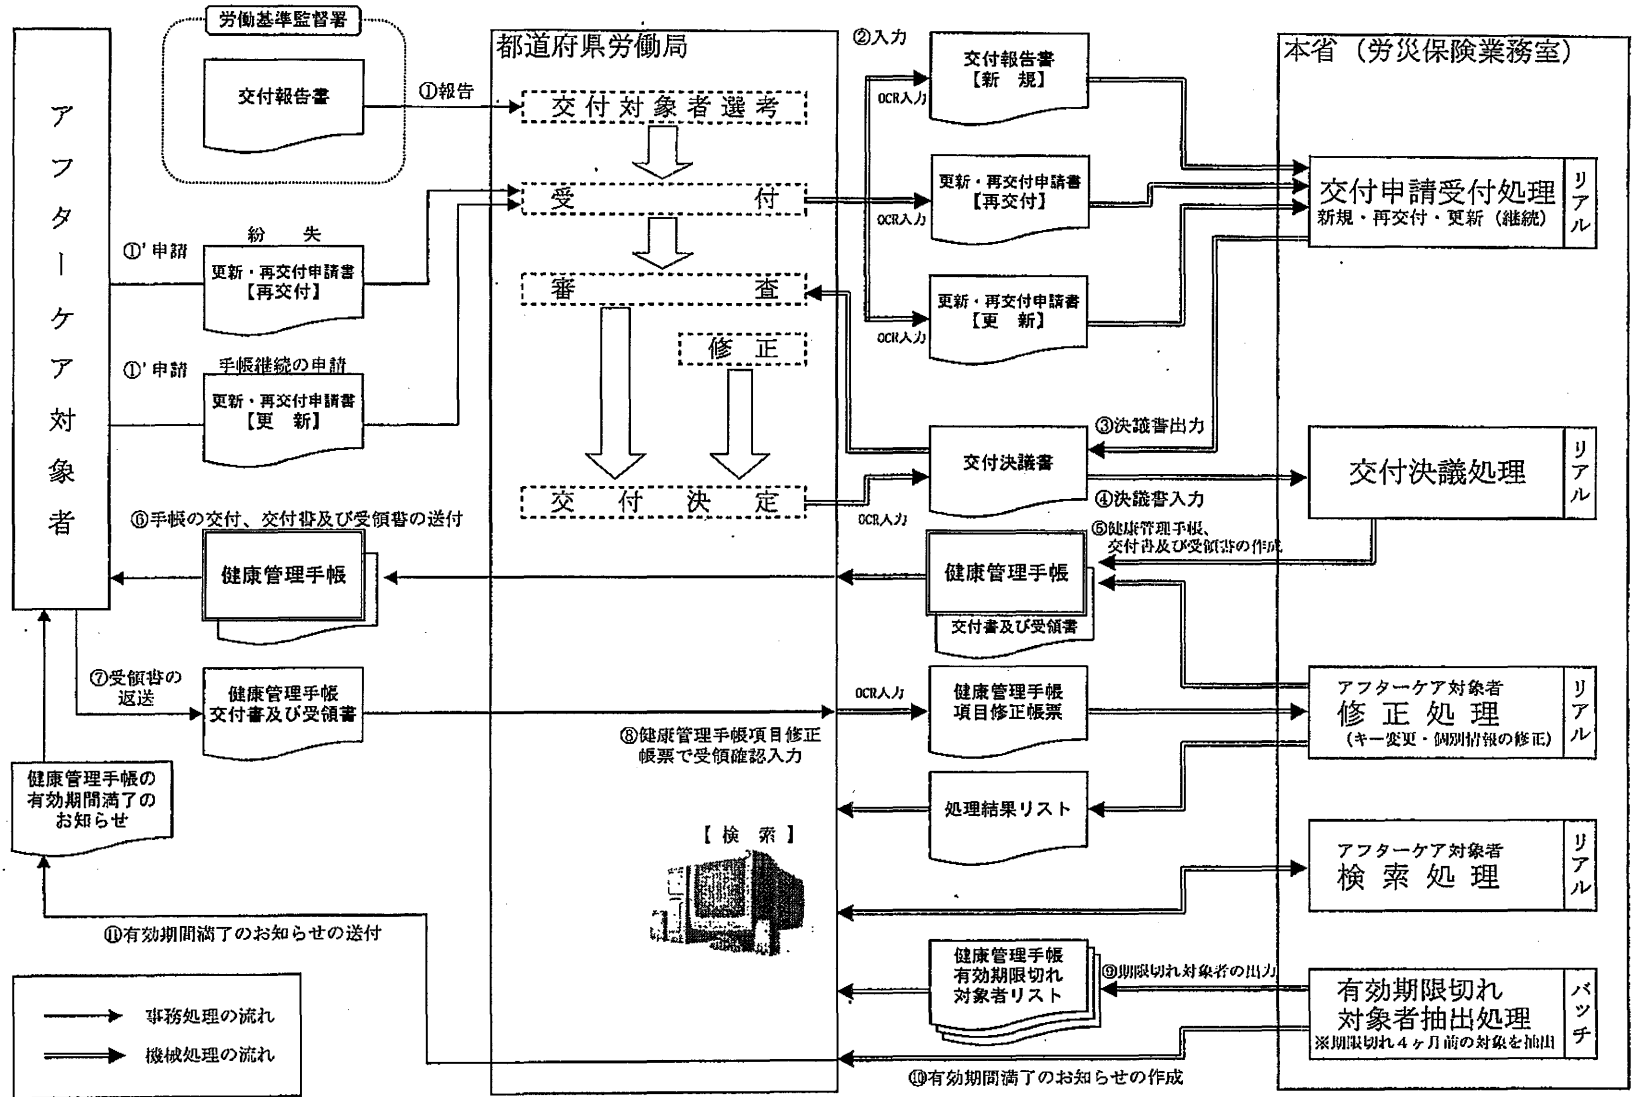 労働基準監督署
交付報告書
①報告
アフターケア対象者
①' 申請
紛 失
更新・再交付申請書
【再交付】
①' 申請
手帳継続の申請
更新・再交付申請書
【更 新】
⑥手帳の交付、交付書及び受領書の送付
健康管理手帳
⑦受領書の
返送
健康管理手帳
交付書及び受領書
健康管理手帳の
有効期間満了の
お知らせ
⑪有効期間満了のお知らせの送付
事務処理の流れ
機械処理の流れ
都道府県労働局
交付対象者選考
受 付
審 査
修 正
交 付 決 定
⑧健康管理手帳項目修正
帳票で受領確認入力
【 検 索 】
②入力
OCR入力
交付報告書
【新 規】
OCR入力
更新・再交付申請書
【再交付】
OCR入力
更新・再交付申請書
【更 新】
③決議書出力
交付決議書
④決議書入力
OCR入力
⑤健康管理手帳、
交付書及び受領書の作成
健康管理手帳
交付書及び受領書
OCR入力
健康管理手帳
項目修正帳票
処理結果リスト
健康管理手帳
有効期限切れ
対象者リスト
⑨期限切れ対象者の出力
⑩有効期間満了のお知らせの作成
本省(労災保険業務室)
交付申請受付処理
新規・再交付・更新(継続)
リアル
交付決議処理
リアル
アフターケア対象者
修 正 処 理
(キー変更・個別情報の修正)
リアル
アフターケア対象者
検 索 処 理
リアル
有効期限切れ
対象者抽出処理
※期限切れ4ヶ月前の対象を抽出
バッチ